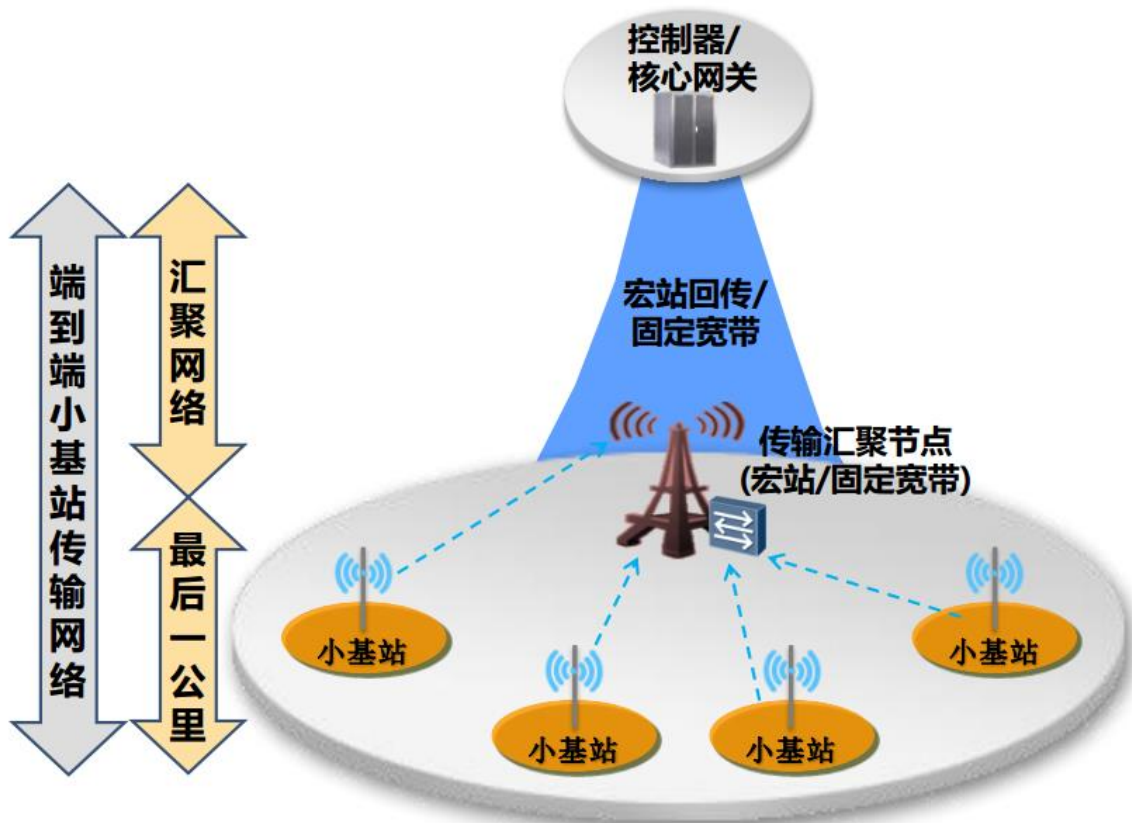 控制器/
核心网关
宏站回传/
固定宽带
传输汇聚节点
(宏站/固定宽带)
端到端小基站传输网络
汇聚网络
最后一公里
小基站
小基站
小基站
小基站